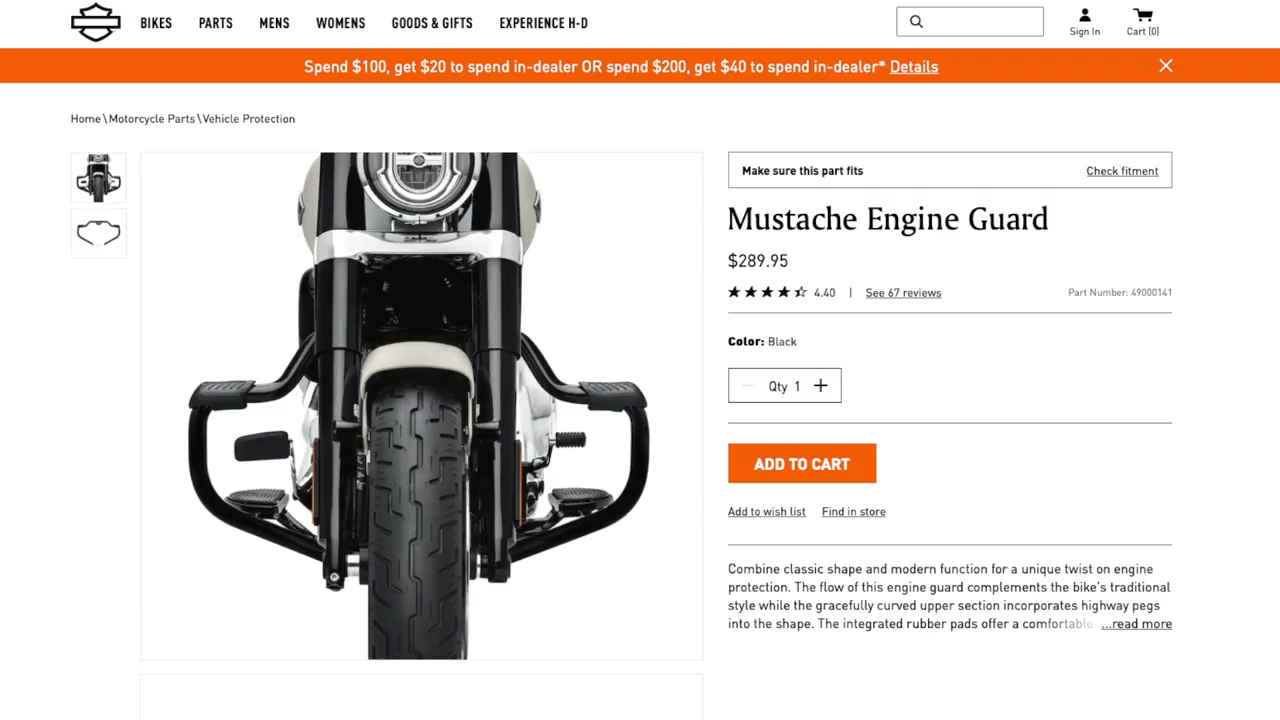 BIKES PARTS MENS WOMENS GOODS & GIFTS EXPERIENCE H-D
Sign In Cart (0)
Spend $100, get $20 to spend in-dealer OR spend $200, get $40 to spend in-dealer* Details
Home \ Motorcycle Parts \ Vehicle Protection
Make sure this part fits Check fitment
Mustache Engine Guard
$289.95
4.40 | See 67 reviews Part Number: 49000141
Color: Black
Qty 1
ADD TO CART
Add to wish list Find in store
Combine classic shape and modern function for a unique twist on engine
protection. The flow of this engine guard complements the bike's traditional
style while the gracefully curved upper section incorporates highway pegs
into the shape. The integrated rubber pads offer a comfortable ...read more